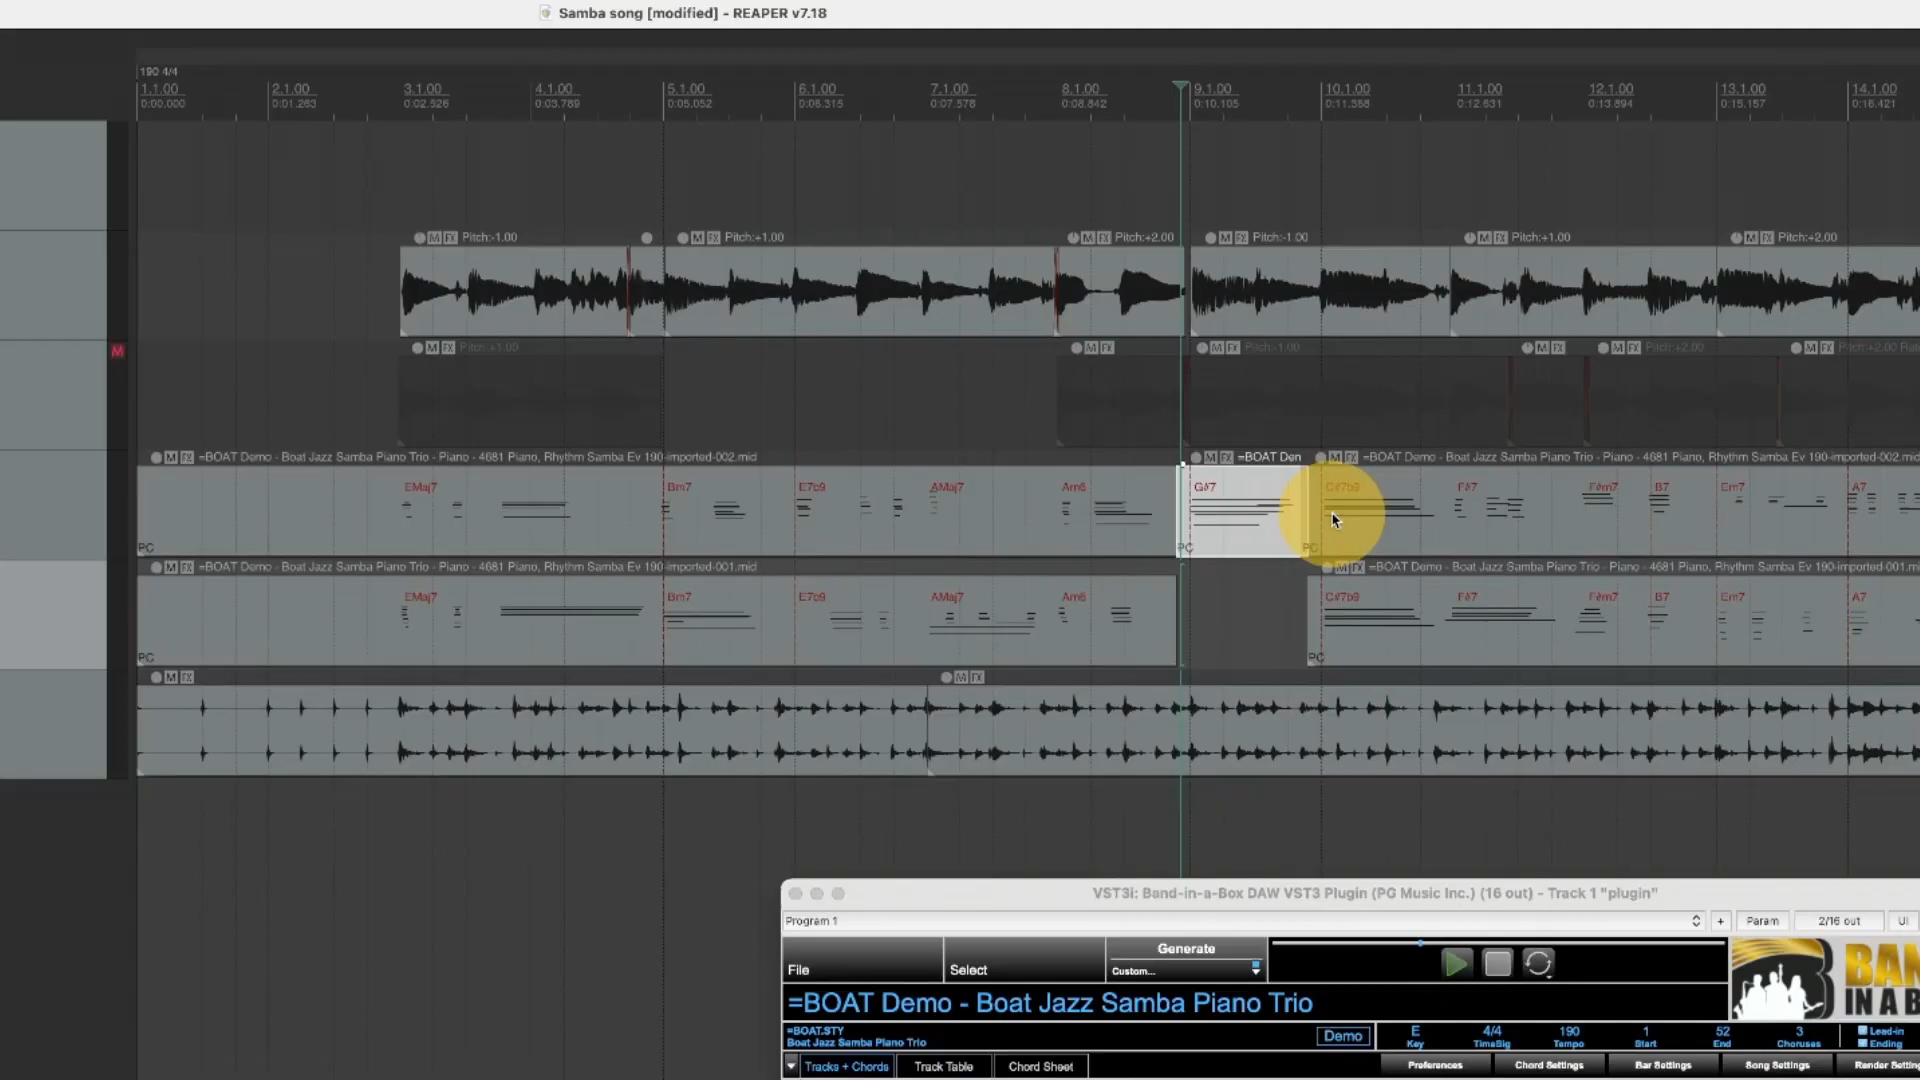 Samba song [modified] - REAPER v7.18
190 4/4
1.1.00 2.1.00 3.1.00 4.1.00 5.1.00 6.1.00 7.1.00 8.1.00 9.1.00 10.1.00 11.1.00 12.1.00 13.1.00 14.1.00
0:00.000 0:01.263 0:02.526 0:03.789 0:05.052 0:06.315 0:07.578 0:08.842 0:10.105 0:11.368 0:12.631 0:13.894 0:15.157 0:16.421
M FX Pitch:-1.00 M FX Pitch:+1.00 M FX Pitch:+2.00 M FX Pitch:-1.00 M FX Pitch:+1.00 M FX Pitch:+2.00
M
M FX Pitch:+1.00 M FX M FX Pitch:-1.00 M FX M FX Pitch:+2.00 M FX Pitch:+2.00 Rat
M FX =BOAT Demo - Boat Jazz Samba Piano Trio - Piano - 4681 Piano, Rhythm Samba Ev 190-imported-002.mid M FX =BOAT Den M FX =BOAT Demo - Boat Jazz Samba Piano Trio - Piano - 4681 Piano, Rhythm Samba Ev 190-imported-002.mi
EMaj7 Bm7 E7b9 AMaj7 Am6 G#7 C#7b9 F#7 F#m7 B7 Em7 A7
PC PC PC
M FX =BOAT Demo - Boat Jazz Samba Piano Trio - Piano - 4681 Piano, Rhythm Samba Ev 190-imported-001.mid M FX =BOAT Demo - Boat Jazz Samba Piano Trio - Piano - 4681 Piano, Rhythm Samba Ev 190-imported-001.m
EMaj7 Bm7 E7b9 AMaj7 Am6 C#7b9 F#7 F#m7 B7 Em7 A7
PC PC
M FX M FX
VST3i: Band-in-a-Box DAW VST3 Plugin (PG Music Inc.) (16 out) - Track 1 "plugin"
Program 1 + Param 2/16 out UI
File Select Generate
Custom...
BAN
IN A B
=BOAT Demo - Boat Jazz Samba Piano Trio
=BOAT.STY
Boat Jazz Samba Piano Trio
Demo
E 4/4 190 1 52 3 Lead-in
Key TimeSig Tempo Start End Choruses Ending
Tracks + Chords Track Table Chord Sheet Preferences Chord Settings Bar Settings Song Settings Render Setting